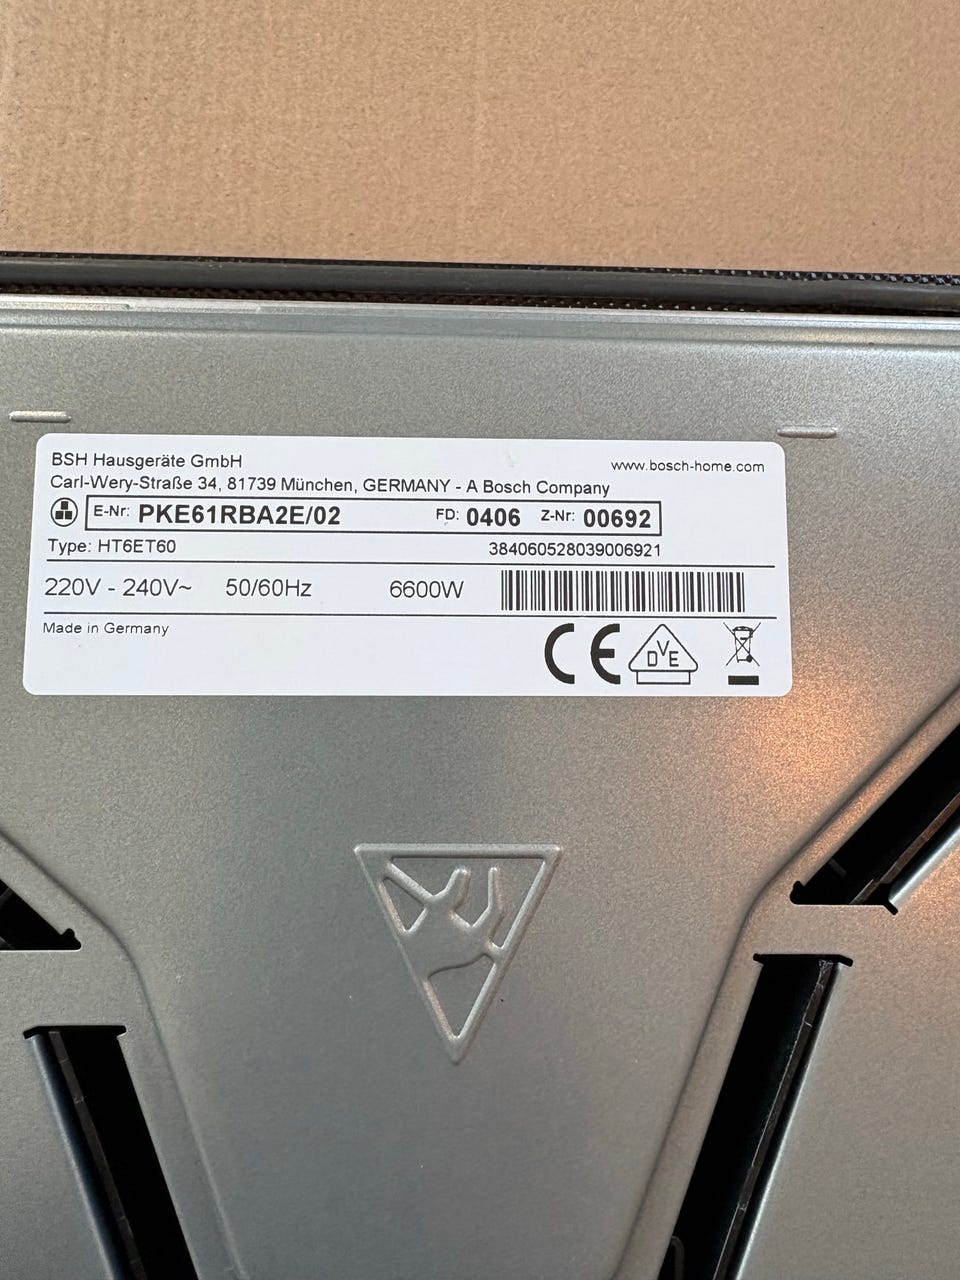 BSH Hausgeräte GmbH
www.bosch-home.com
Carl-Wery-Straße 34, 81739 München, GERMANY - A Bosch Company
E-Nr: PKE61RBA2E/02 FD: 0406 Z-Nr: 00692
Type: HT6ET60 384060528039006921
220V - 240V~ 50/60Hz 6600W
Made in Germany
CE DVE